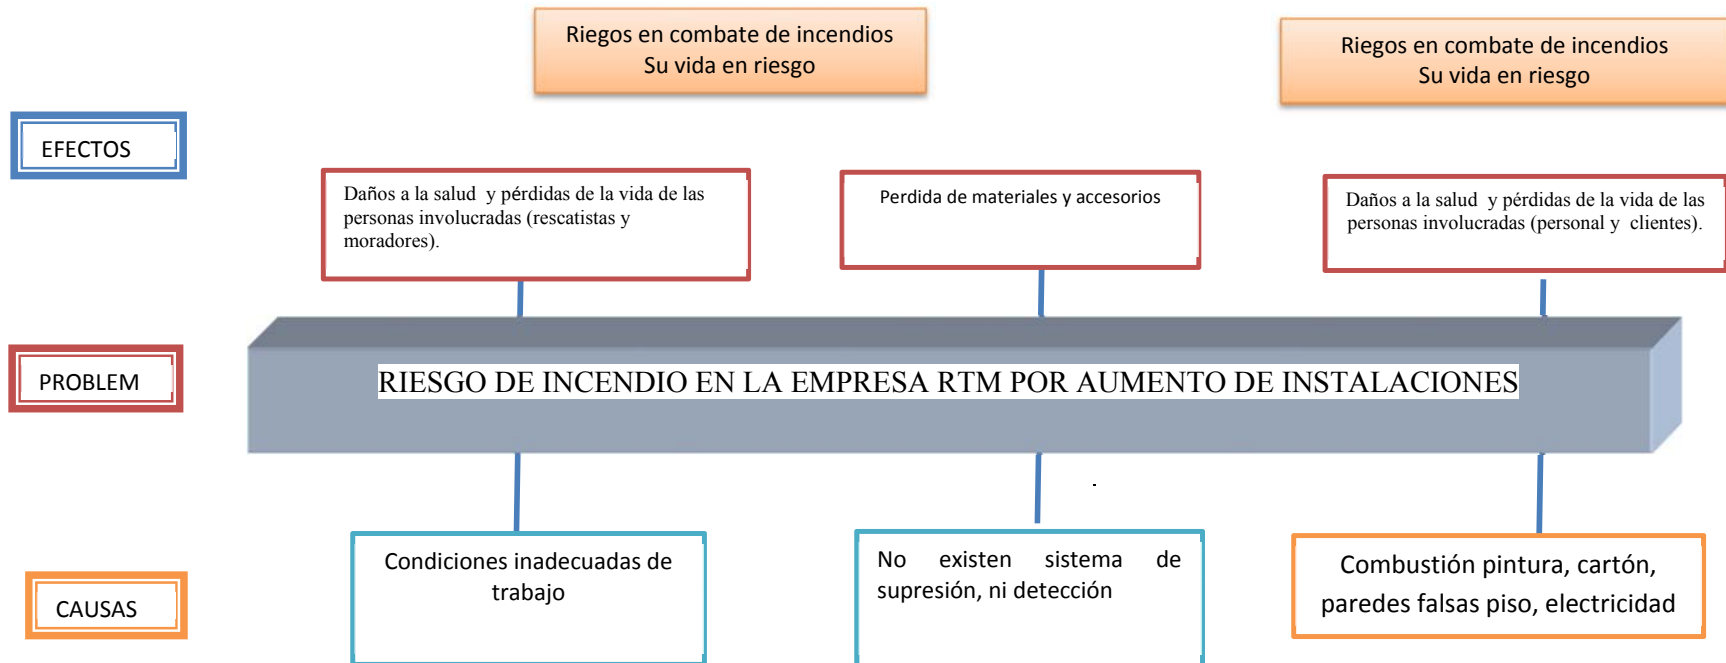 Riegos en combate de incendios
Su vida en riesgo
Riegos en combate de incendios
Su vida en riesgo
EFECTOS
Daños a la salud y pérdidas de la vida de las
personas involucradas (rescatistas y
moradores).
Perdida de materiales y accesorios
Daños a la salud y pérdidas de la vida de las
personas involucradas (personal y clientes).
PROBLEM
RIESGO DE INCENDIO EN LA EMPRESA RTM POR AUMENTO DE INSTALACIONES
.
CAUSAS
Condiciones inadecuadas de
trabajo
No existen sistema de
supresión, ni detección
Combustión pintura, cartón,
paredes falsas piso, electricidad